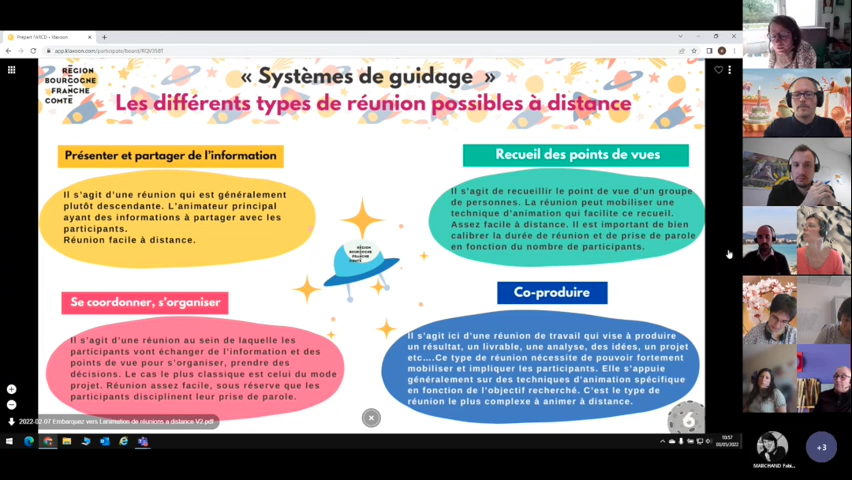 Prépart l'ARCD x klaxoon
app.klaxoon.com/participate/board/
RÉGION
BOURGOGNE
FRANCHE
COMTÉ
« Systèmes de guidage »
Les différents types de réunion possibles à distance
Présenter et partager de l'information
Il s'agit d'une réunion qui est généralement
plutôt descendante. L'animateur principal
ayant des informations à partager avec les
participants.
Réunion facile à distance.
Recueil des points de vues
Il s'agit de recueillir le point de vue d'un groupe
de personnes. La réunion peut mobiliser une
technique d'animation qui facilite ce recueil.
Assez facile à distance. Il est important de bien
calibrer la durée de réunion et de prise de parole
en fonction du nombre de participants.
RÉGION
BOURGOGNE
FRANCHE
COMTÉ
Se coordonner, s'organiser
Il s'agit d'une réunion au sein de laquelle les
participants vont échanger de l'information et des
points de vue pour s'organiser, prendre des
décisions. Le cas le plus classique est celui du mode
projet. Réunion assez facile, sous réserve que les
participants disciplinent leur prise de parole.
Co-produire
Il s'agit ici d'une réunion de travail qui vise à produire
un résultat, un livrable, une analyse, des idées, un projet
etc....Ce type de réunion nécesite de pouvoir fortement
mobiliser et impliquer les participants. Elle s'appuie
généralement sur des techniques d'animation spécifique
en fonction de l'objectif recherché. C'est le type de
réunion le plus complexe à animer à distance.
6
2022-02-07 Embarquez vers L'animation de réunions a distance V2.pdf
10:57
MARCHAND Fabi...
+3